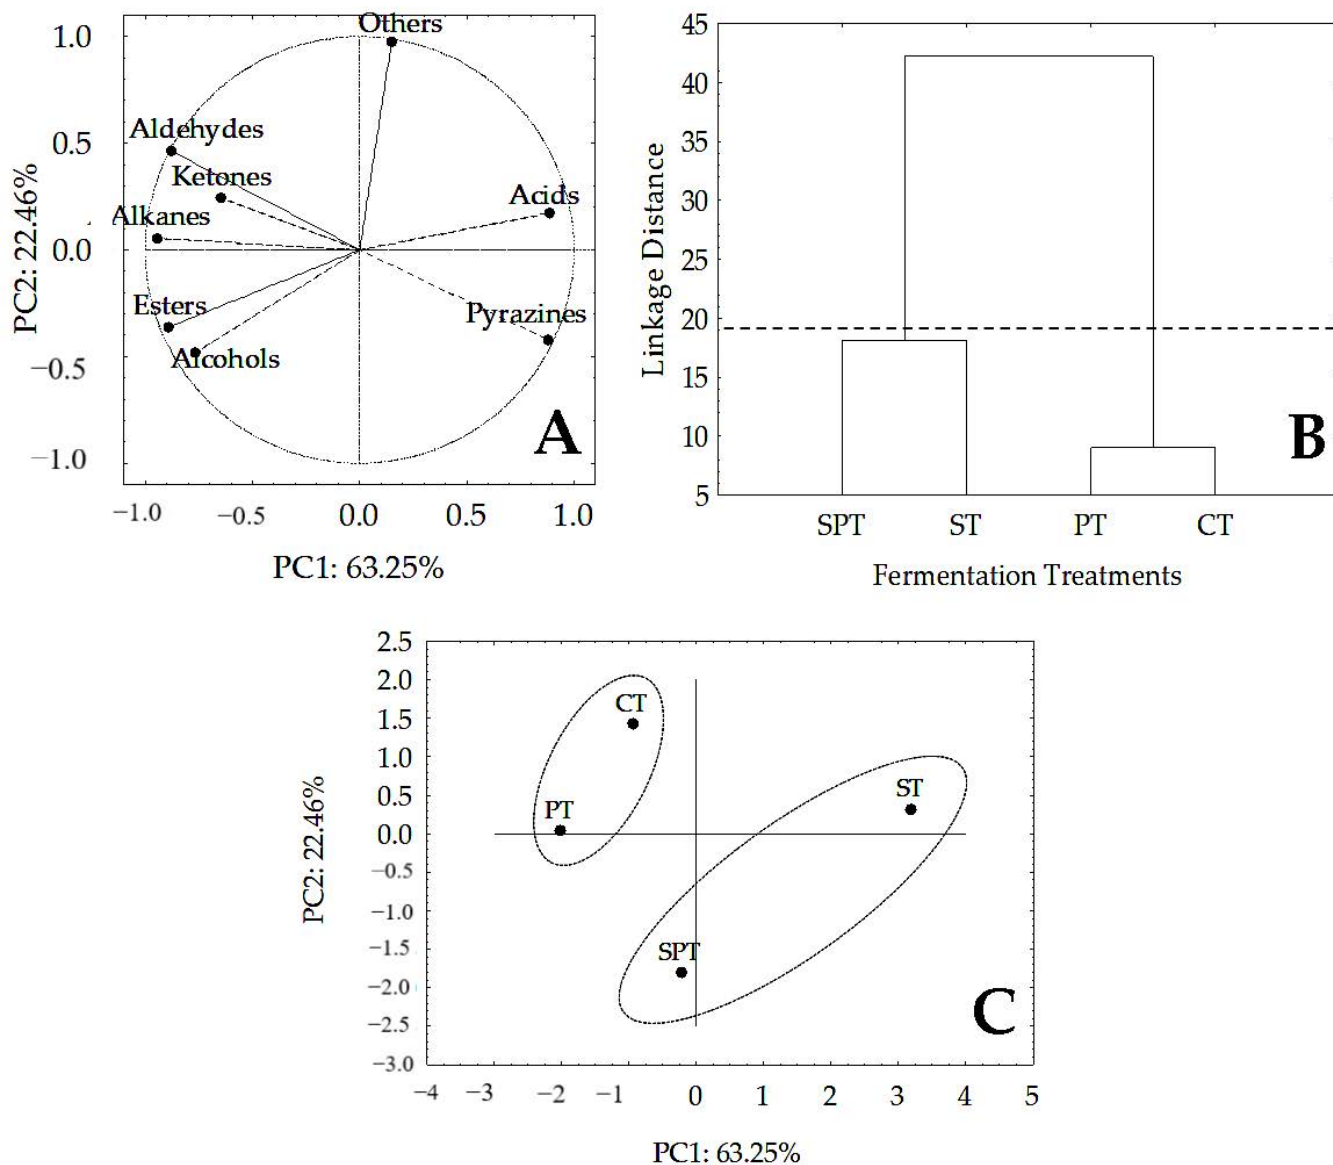 Others
1.0
Aldehydes
0.5
Ketones
Alkanes
Acids
0.0
Esters
Pyrazines
Alcohols
−0.5
−1.0
A
−1.0 −0.5 0.0 0.5 1.0
PC1: 63.25%
PC2: 22.46%
45
40
35
30
25
20
15
10
5
Linkage Distance
B
SPT ST PT CT
Fermentation Treatments
2.5
2.0
1.5
1.0
0.5
0.0
−0.5
−1.0
−1.5
−2.0
−2.5
−3.0
PC2: 22.46%
CT
ST
PT
SPT
C
−4 −3 −2 −1 0 1 2 3 4 5
PC1: 63.25%